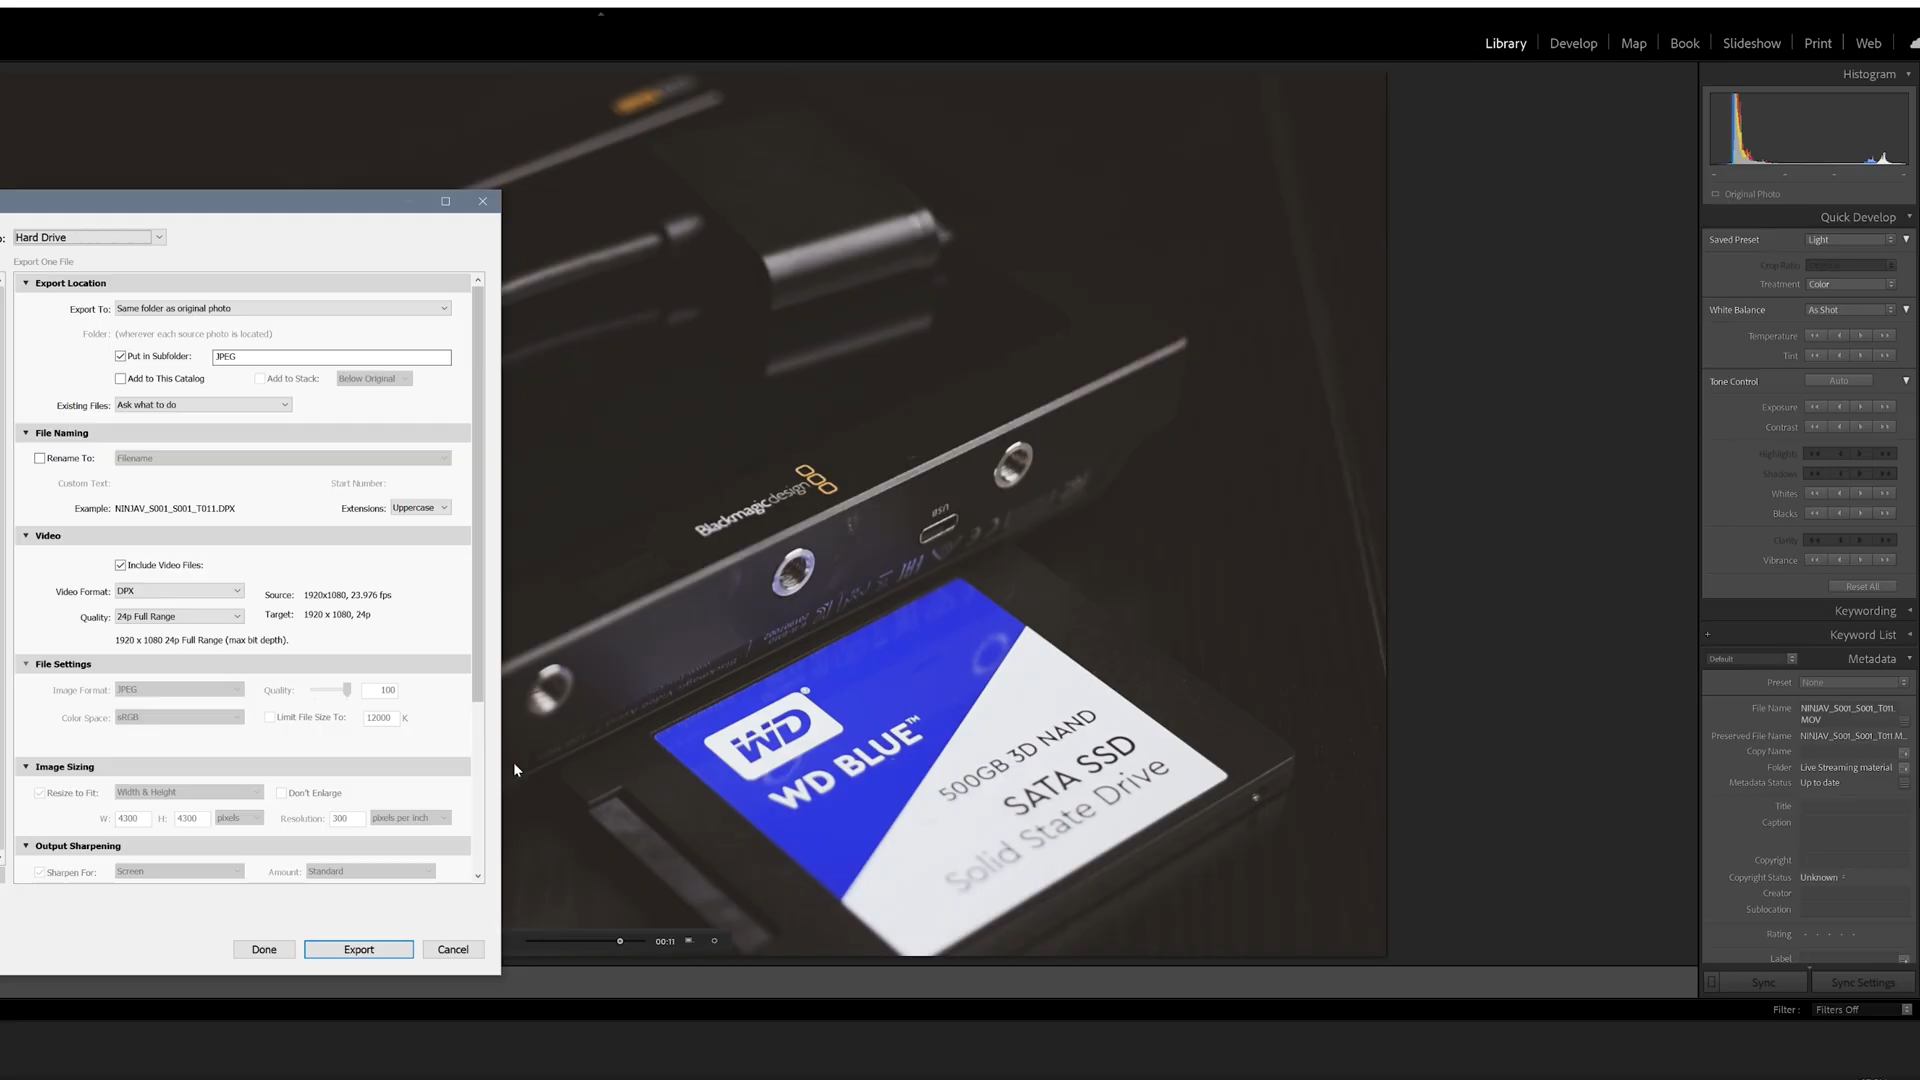 Library | Develop | Map | Book | Slideshow | Print | Web
Histogram
Original Photo
Quick Develop
Saved Preset Light
Crop Ratio
Treatment Color
White Balance As Shot
Temperature
Tint
Tone Control Auto
Exposure
Contrast
Highlights
Shadows
Whites
Blacks
Clarity
Vibrance
Reset All
Keywording
+ Keyword List
Default Metadata
Preset None
File Name NINJAV_S001_S001_T011.
MOV
Preserved File Name NINJAV_S001_S001_T011.M...
Copy Name
Folder Live Streaming material
Metadata Status Up to date
Title
Caption
Copyright
Copyright Status Unknown
Creator
Sublocation
Rating
Label
Sync Sync Settings
Filter : Filters Off
Hard Drive
Export One File
Export Location
Export To: Same folder as original photo
Folder: (wherever each source photo is located)
Put in Subfolder: JPEG
Add to This Catalog Add to Stack: Below Original
Existing Files: Ask what to do
File Naming
Rename To: Filename
Custom Text: Start Number:
Example: NINJAV_S001_S001_T011.DPX Extensions: Uppercase
Video
Include Video Files:
Video Format: DPX Source: 1920x1080, 23.976 fps
Quality: 24p Full Range Target: 1920 x 1080, 24p
1920 x 1080 24p Full Range (max bit depth).
File Settings
Image Format: JPEG Quality: 100
Color Space: sRGB Limit File Size To: 12000 K
Image Sizing
Resize to Fit: Width & Height Don't Enlarge
W: 4300 H: 4300 pixels Resolution: 300 pixels per inch
Output Sharpening
Sharpen For: Screen Amount: Standard
Done Export Cancel
Blackmagicdesign
USB
WD®
WD BLUE™
500GB 3D NAND
SATA SSD
Solid State Drive
00:11